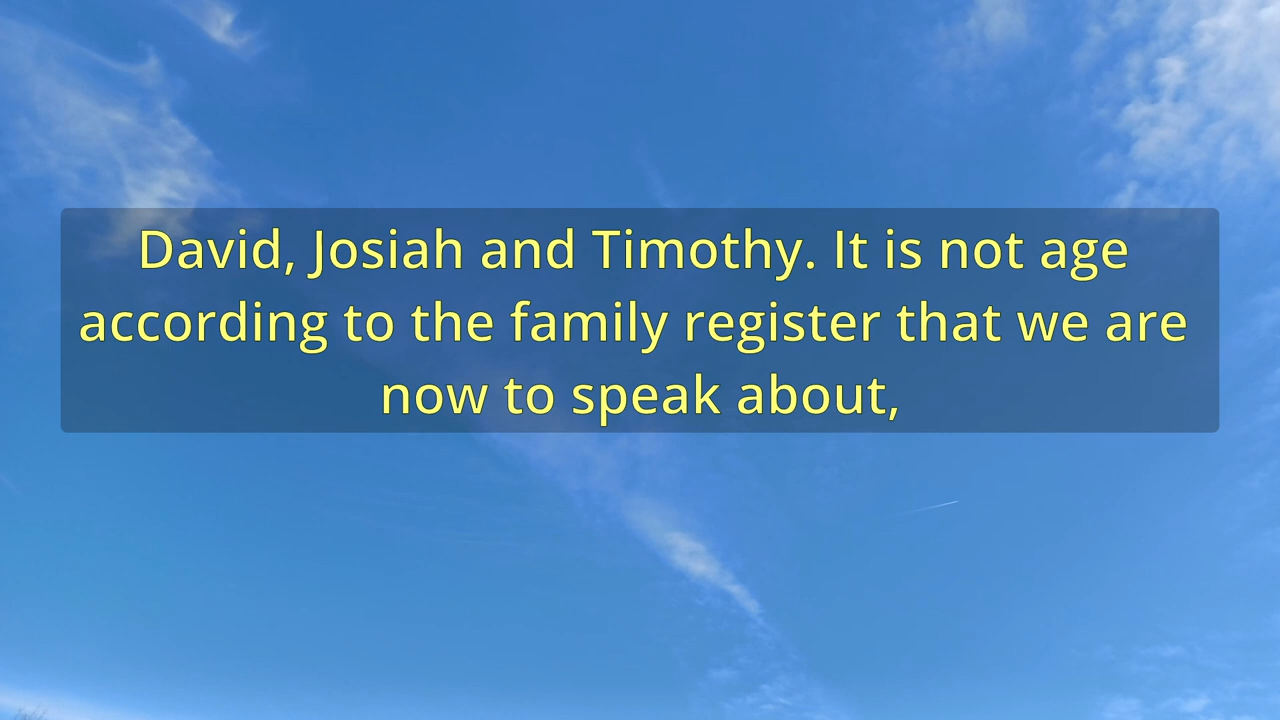 David, Josiah and Timothy. It is not age
according to the family register that we are
now to speak about,